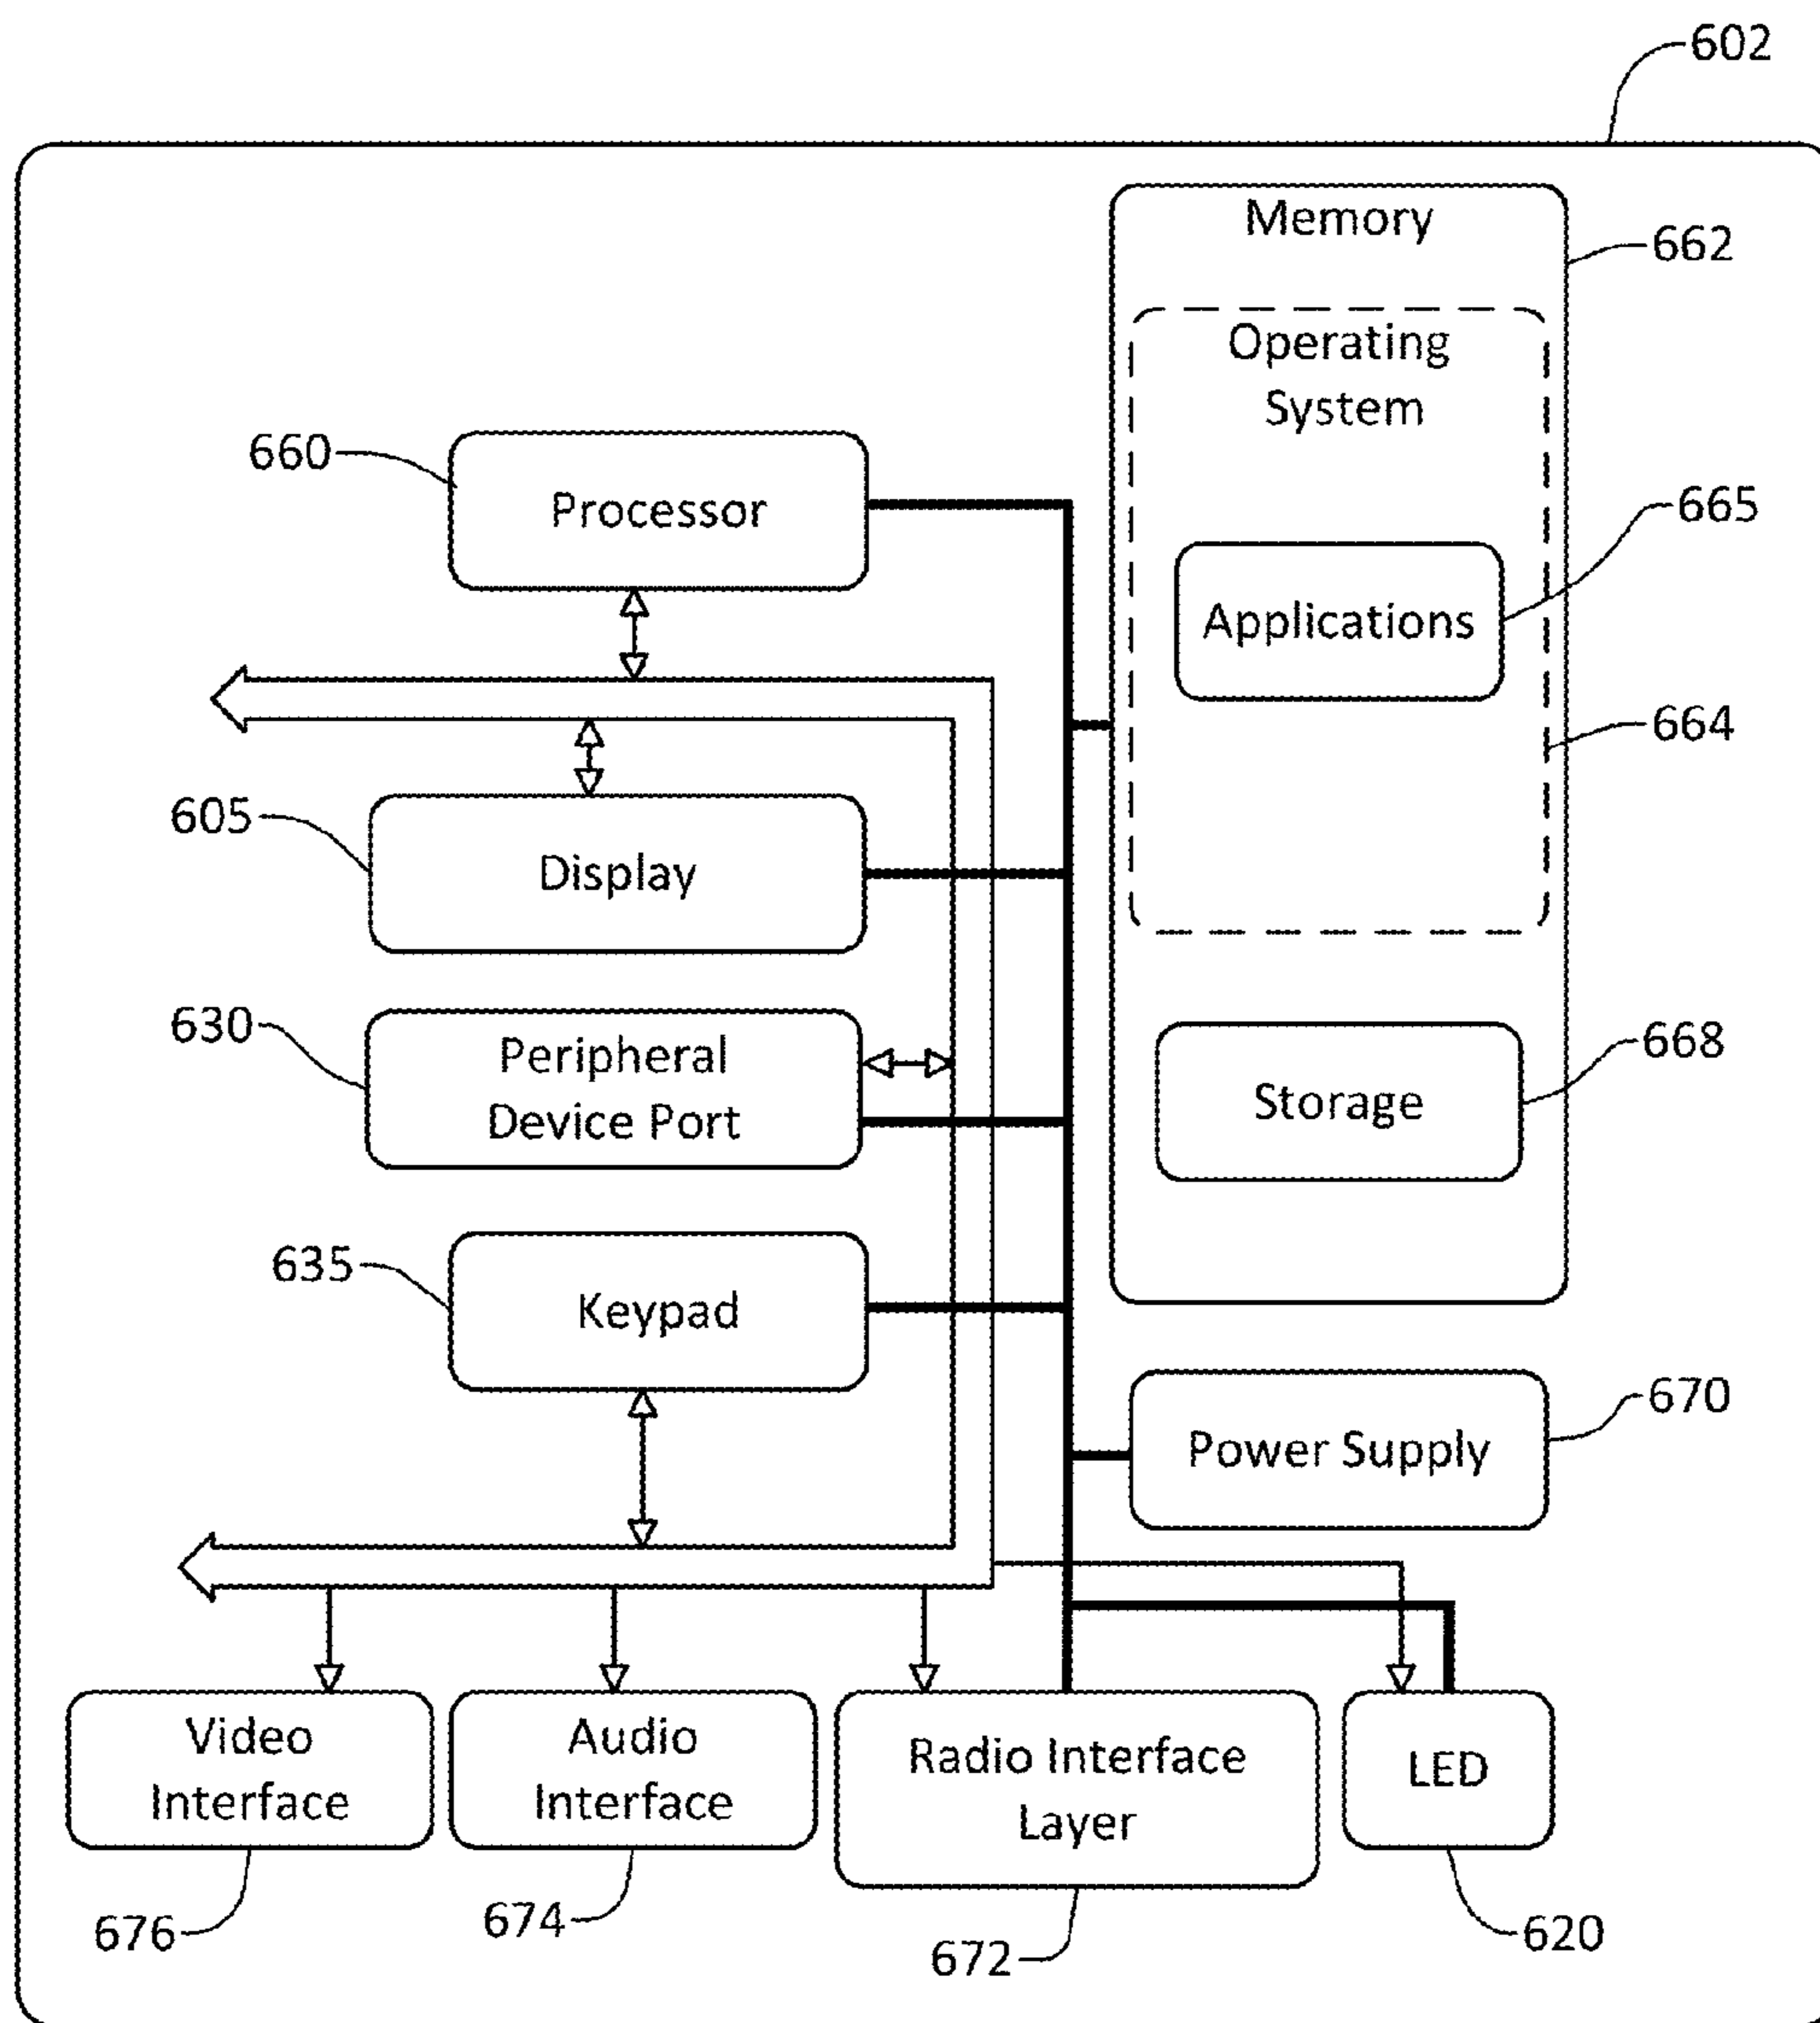 602
Memory
662
Operating
System
660
Processor
665
Applications
664
605
Display
630
Peripheral
Device Port
668
Storage
635
Keypad
670
Power Supply
Video
Interface
Audio
Interface
Radio Interface
Layer
LED
676
674
672
620